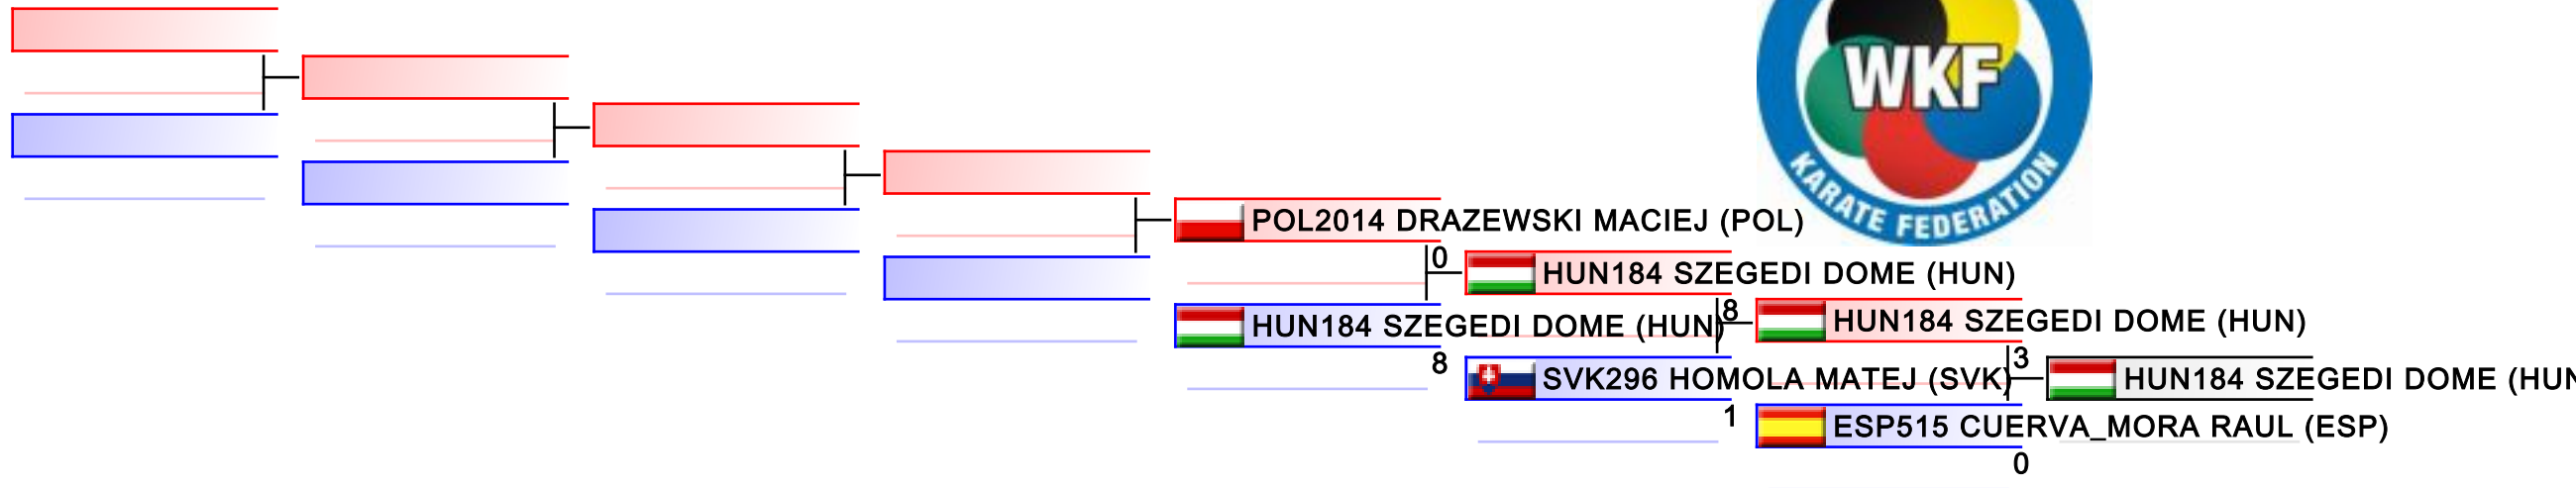 WKF
KARATE FEDERATION
POL2014 DRAZEWSKI MACIEJ (POL)
0
HUN184 SZEGEDI DOME (HUN)
HUN184 SZEGEDI DOME (HUN)
8
8
HUN184 SZEGEDI DOME (HUN)
SVK296 HOMOLA MATEJ (SVK)
1
3
HUN184 SZEGEDI DOME (HUN
ESP515 CUERVA_MORA RAUL (ESP)
0